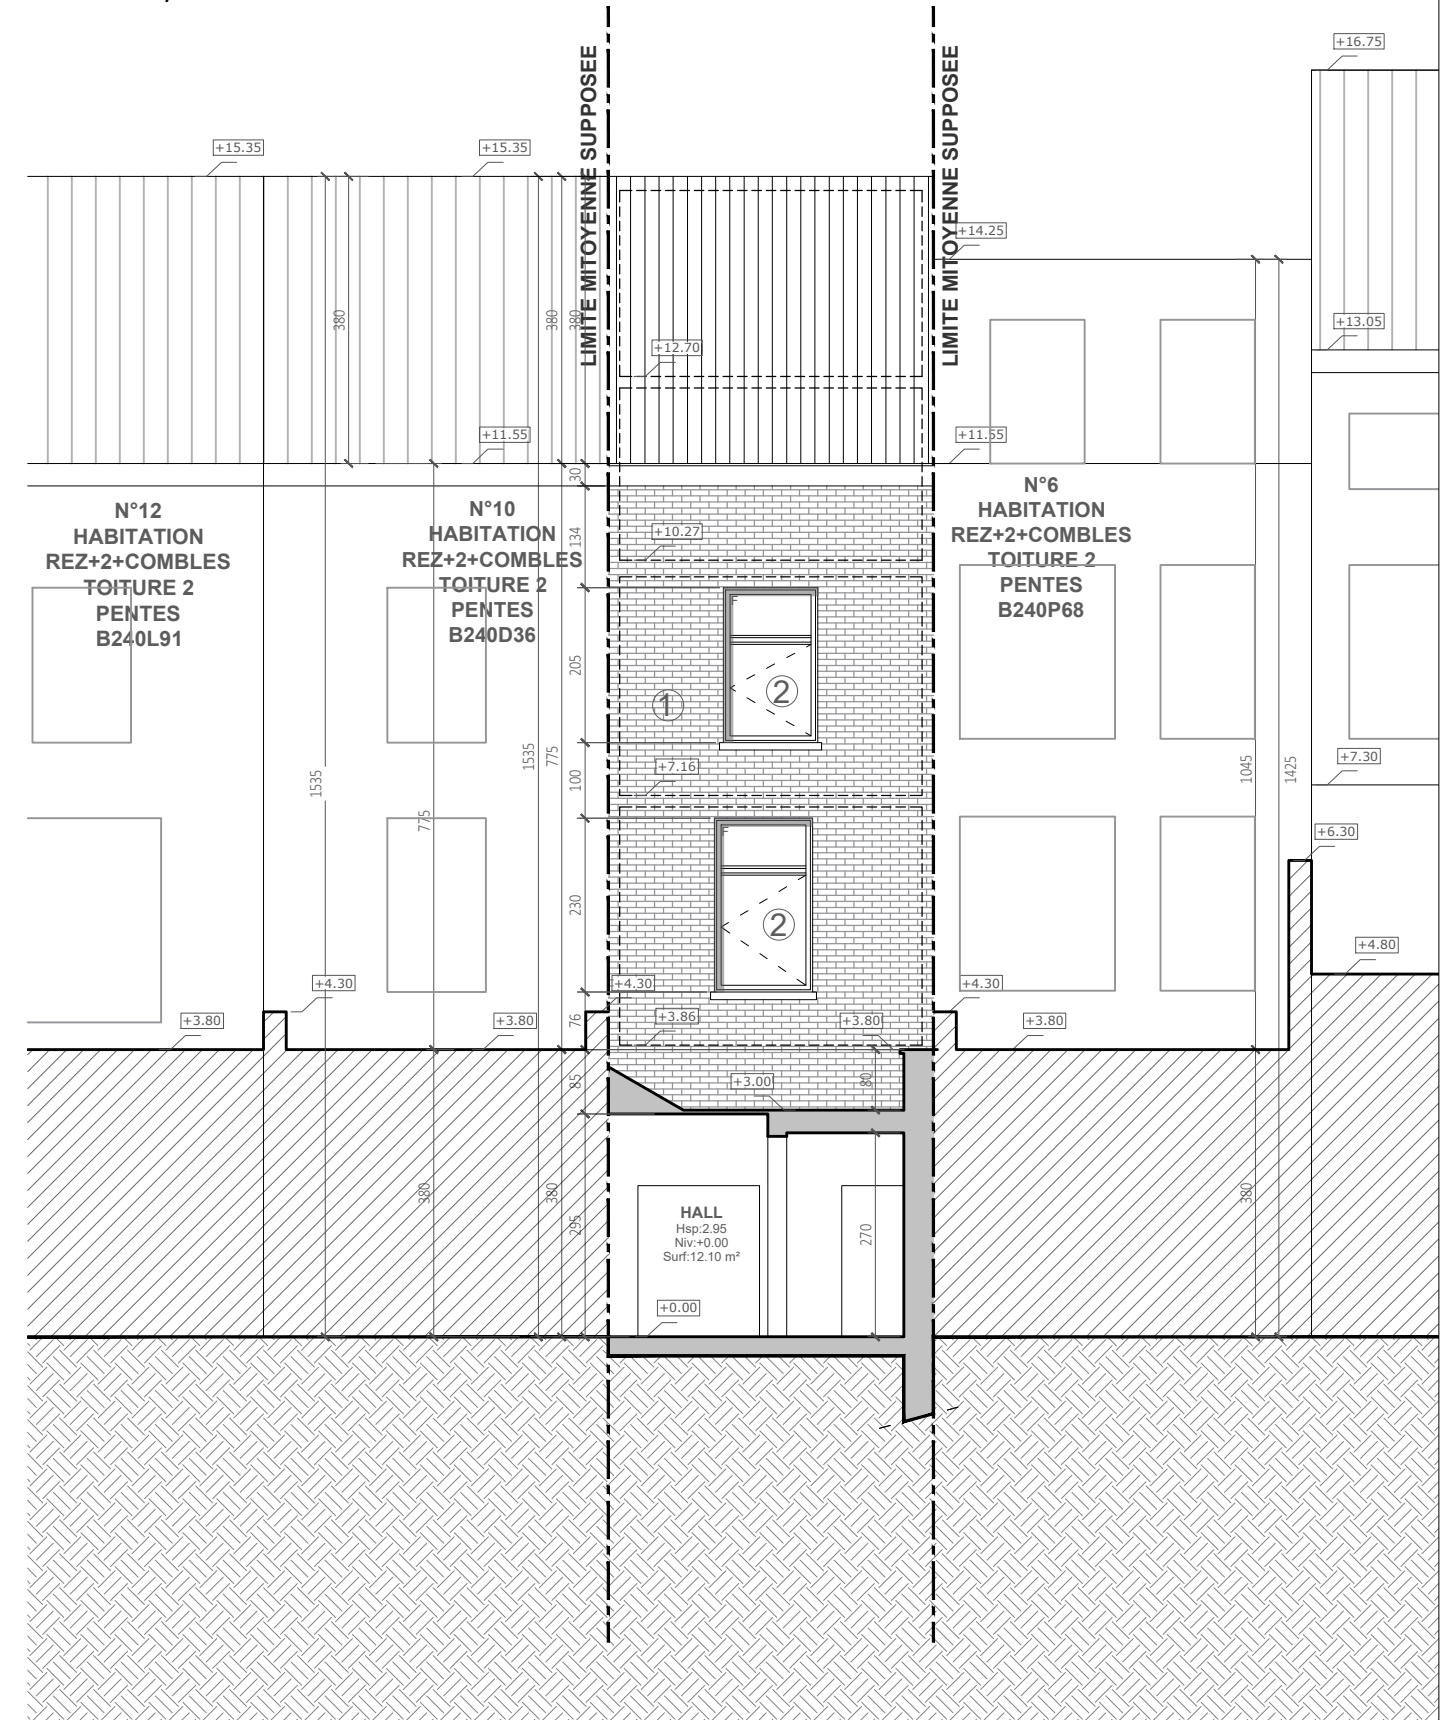 +16.75
+15.35
+15.35
LIMITE MITOYENNE SUPPOSEE
LIMITE MITOYENNE SUPPOSEE
+14.25
380
380
380
+13.05
+12.70
+11.55
+11.55
30
N°12
HABITATION
REZ+2+COMBLES
TOITURE 2
PENTES
B240L91
N°10
HABITATION
REZ+2+COMBLES
TOITURE 2
PENTES
B240D36
N°6
HABITATION
REZ+2+COMBLES
TOITURE 2
PENTES
B240P68
134
+10.27
F
205
1
2
1535
1535
775
100
+7.16
1045
1425
+7.30
775
F
+6.30
230
2
+4.80
+4.30
+4.30
+4.30
+3.80
+3.80
76
+3.86
+3.80
+3.80
85
+3.00
80
380
380
295
HALL
Hsp:2.95
Niv:+0.00
Surf:12.10 m²
270
380
+0.00